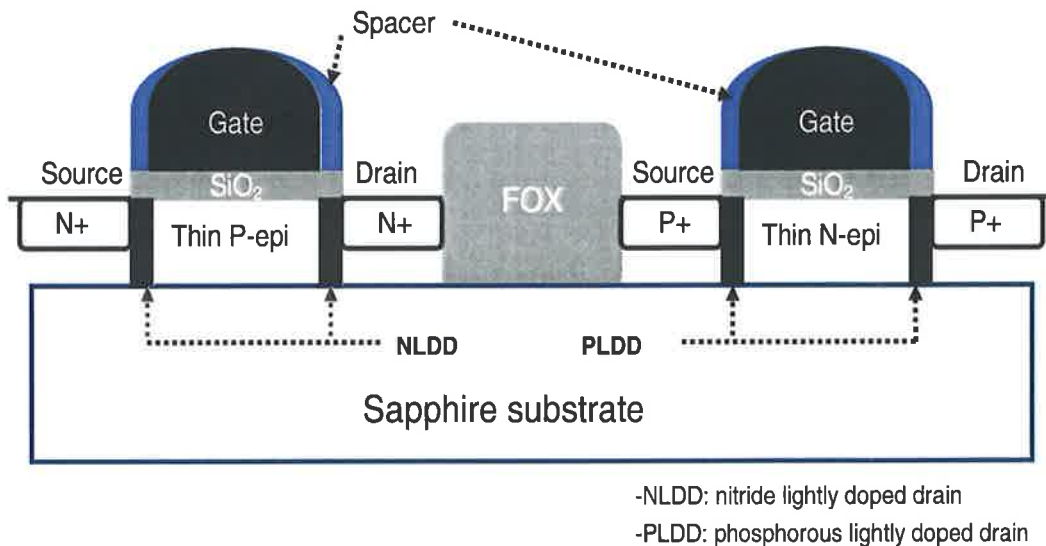 Spacer
Gate
Gate
Source
SiO₂
Drain
FOX
Source
SiO₂
Drain
N+
Thin P-epi
N+
P+
Thin N-epi
P+
NLDD
PLDD
Sapphire substrate
-NLDD: nitride lightly doped drain
-PLDD: phosphorous lightly doped drain